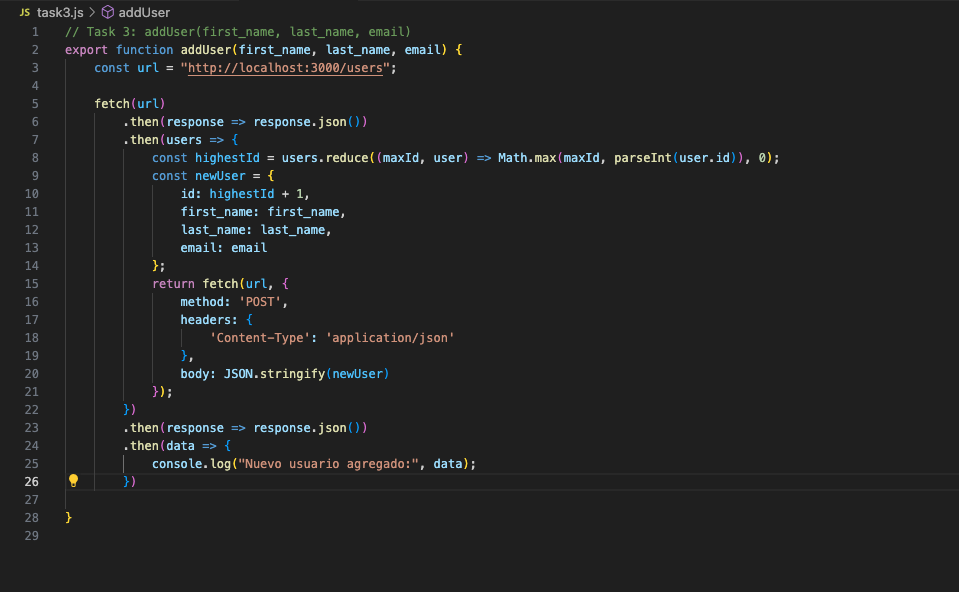 JS task3.js > addUser
1 // Task 3: addUser(first_name, last_name, email)
2 export function addUser(first_name, last_name, email) {
3     const url = "http://localhost:3000/users";
4
5     fetch(url)
6         .then(response => response.json())
7         .then(users => {
8             const highestId = users.reduce((maxId, user) => Math.max(maxId, parseInt(user.id)), 0);
9             const newUser = {
10                 id: highestId + 1,
11                 first_name: first_name,
12                 last_name: last_name,
13                 email: email
14             };
15             return fetch(url, {
16                 method: 'POST',
17                 headers: {
18                     'Content-Type': 'application/json'
19                 },
20                 body: JSON.stringify(newUser)
21             });
22         })
23         .then(response => response.json())
24         .then(data => {
25             console.log("Nuevo usuario agregado:", data);
26         })
27
28 }
29